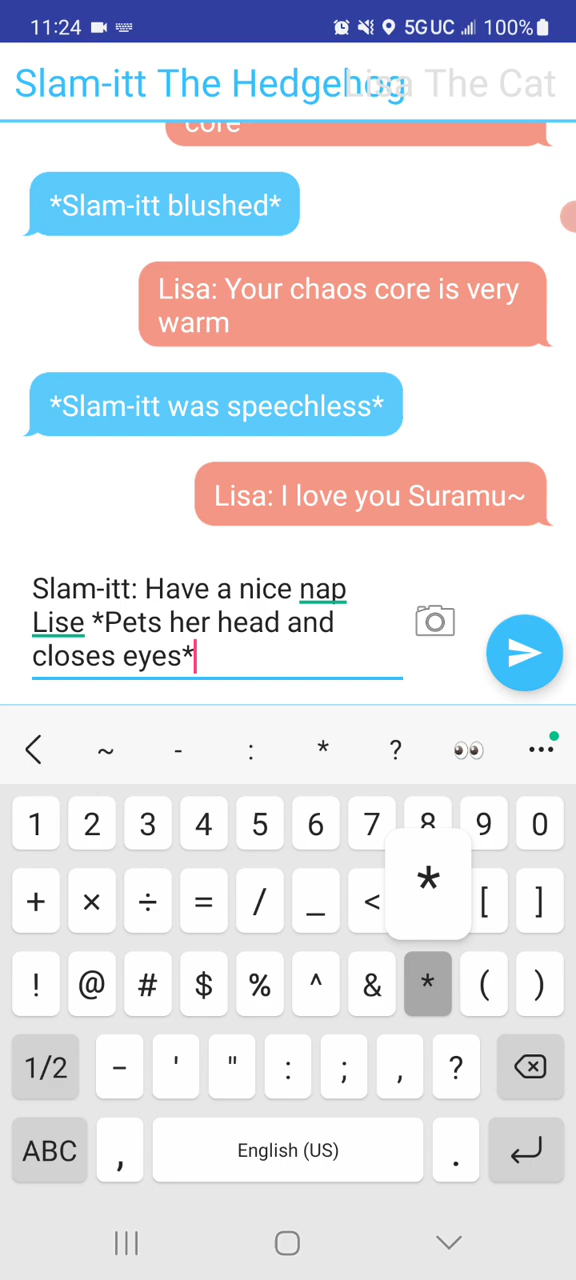 11:24 5G UC 100%
Slam-itt The Hedgehog Lisa The Cat
core
*Slam-itt blushed*
Lisa: Your chaos core is very
warm
*Slam-itt was speechless*
Lisa: I love you Suramu~
Slam-itt: Have a nice nap
Lise *Pets her head and
closes eyes*
~ - : * ? 👀 ...
1 2 3 4 5 6 7 8 9 0
+ × ÷ = / _ < * [ ]
! @ # $ % ^ & * ( )
1/2 - ' " : ; , ?
ABC , English (US) .